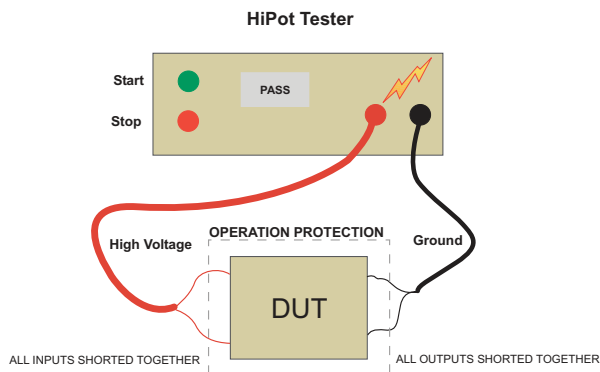 HiPot Tester
Start
PASS
Stop
High Voltage
OPERATION PROTECTION
Ground
DUT
ALL INPUTS SHORTED TOGETHER
ALL OUTPUTS SHORTED TOGETHER